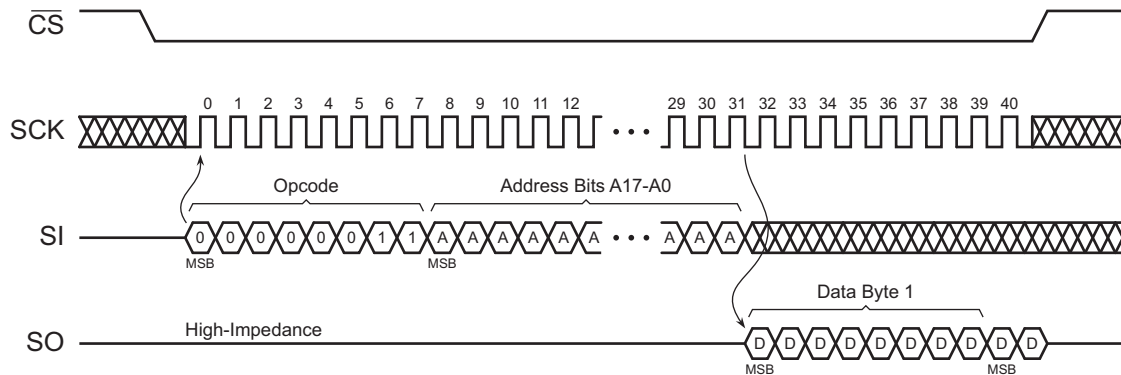 CS
0 1 2 3 4 5 6 7 8 9 10 11 12 29 30 31 32 33 34 35 36 37 38 39 40
SCK
Opcode Address Bits A17-A0
SI 0 0 0 0 0 0 1 1 A A A A A A A A A
MSB MSB
Data Byte 1
High-Impedance
SO D D D D D D D D D D
MSB MSB